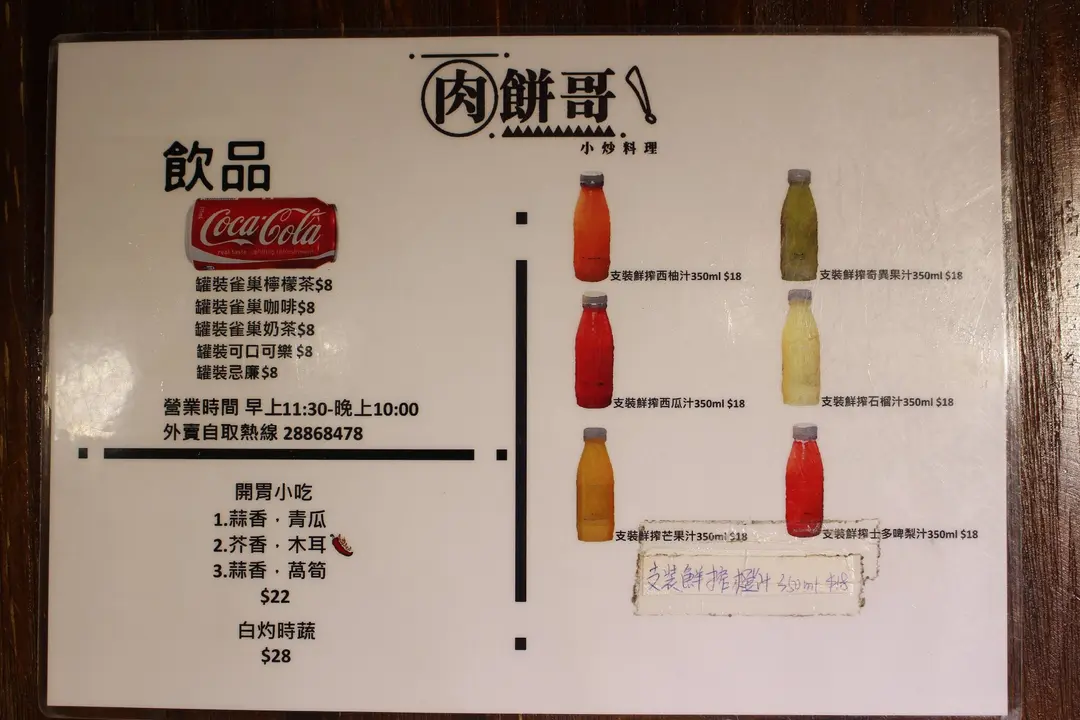 肉餅哥
小炒料理
飲品
Coca-Cola
罐裝雀巢檸檬茶$8
罐裝雀巢咖啡$8
罐裝雀巢奶茶$8
罐裝可口可樂 $8
罐裝忌廉$8
營業時間 早上11:30-晚上10:00
外賣自取熱線 28868478
開胃小吃
1.蒜香，青瓜
2.芥香，木耳
3.蒜香，萵筍
$22
白灼時蔬
$28
支裝鮮搾西柚汁350ml $18
支裝鮮搾奇異果汁350ml $18
支裝鮮搾西瓜汁350ml $18
支裝鮮搾石榴汁350ml $18
支裝鮮搾芒果汁350ml $18
支裝鮮搾士多啤梨汁350ml $18
支装鮮搾橙汁 350ml $18